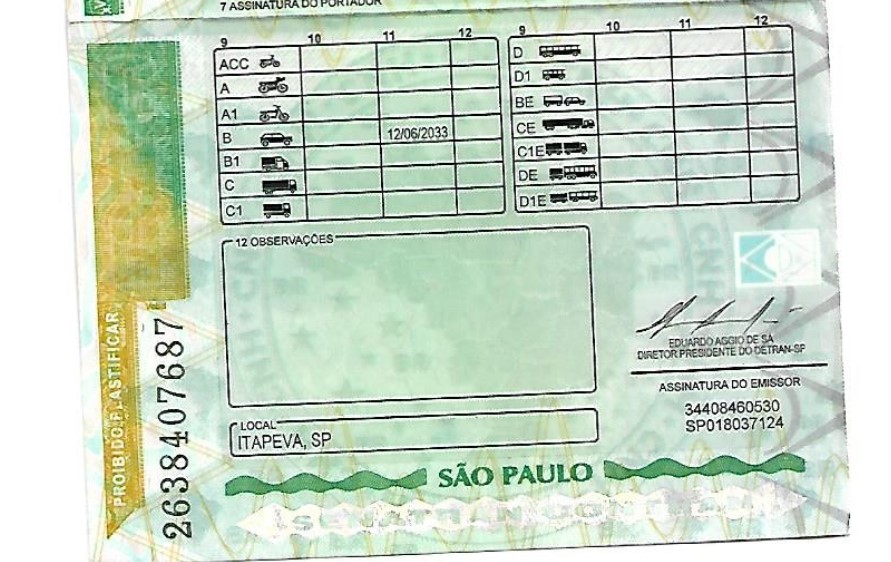 7 ASSINATURA DO PORTADOR
9 10 11 12
ACC
A
A1
B 12/06/2033
B1
C
C1
9 10 11 12
D
D1
BE
CE
C1E
DE
D1E
12 OBSERVAÇÕES
EDUARDO AGGIO DE SÁ
DIRETOR PRESIDENTE DO DETRAN-SP
ASSINATURA DO EMISSOR
34408460530
SP018037124
LOCAL
ITAPEVA, SP
SÃO PAULO
PROIBIDO PLASTIFICAR
2638407687